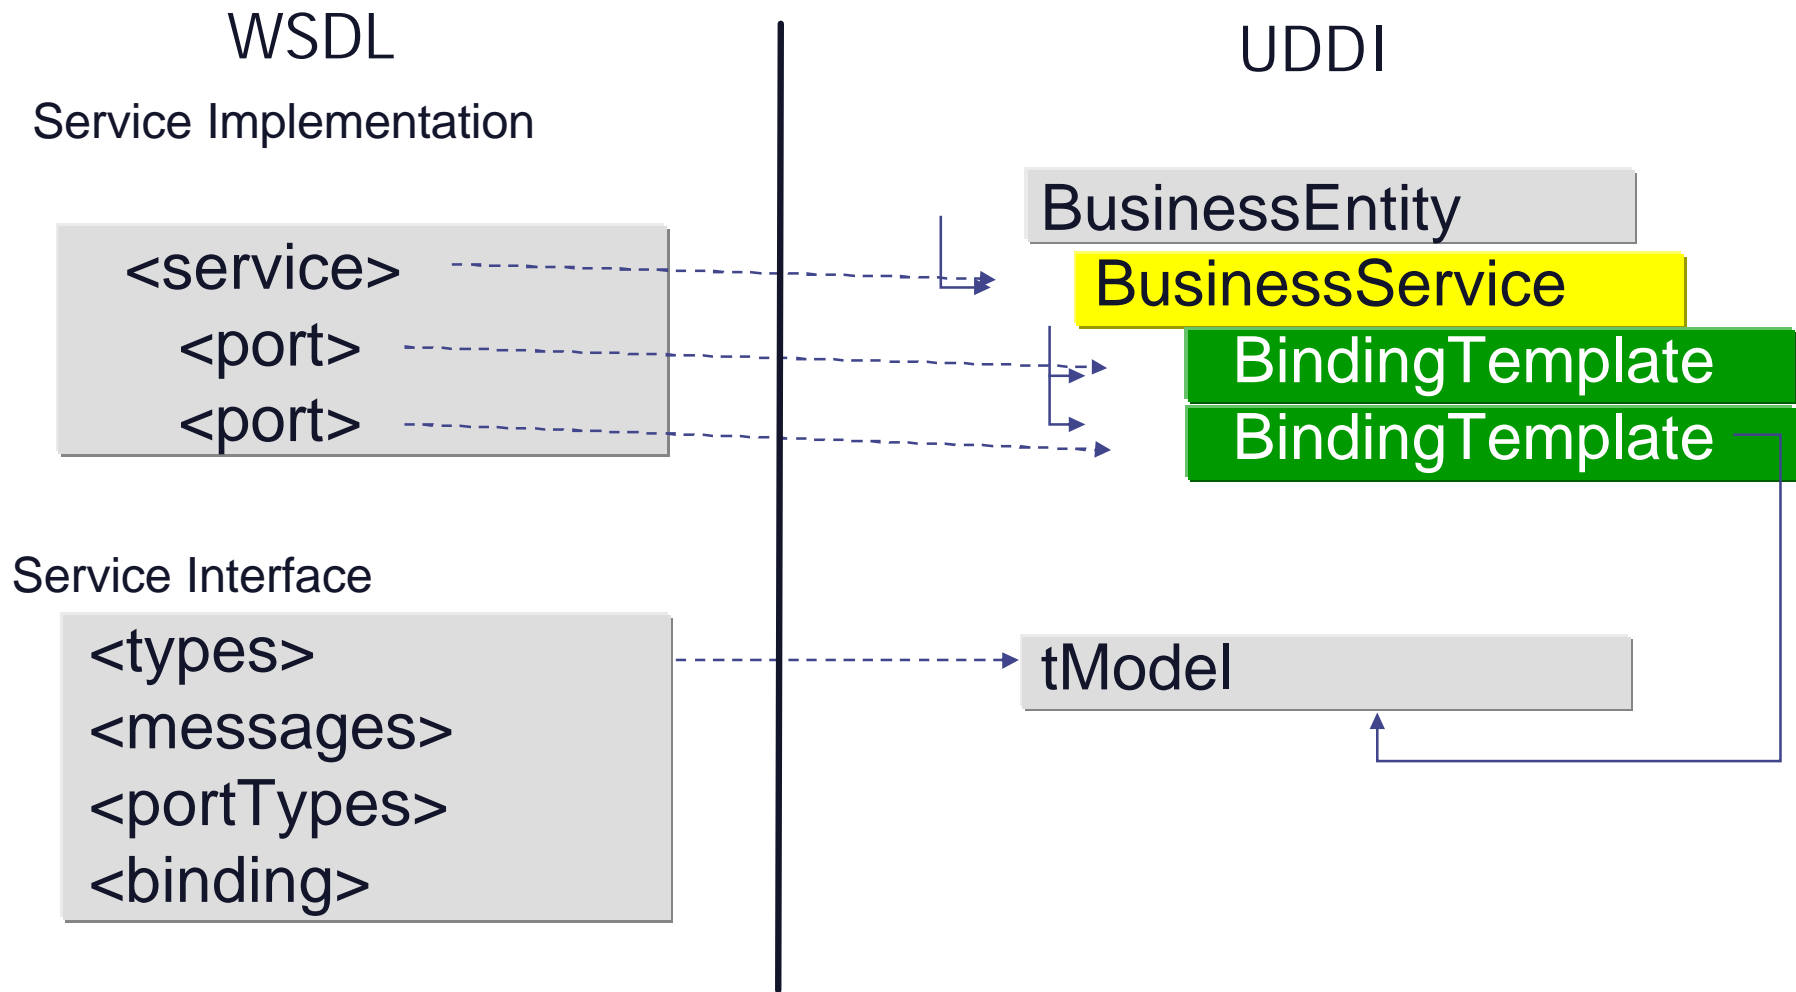 WSDL
Service Implementation
<service>
<port>
<port>
Service Interface
<types>
<messages>
<portTypes>
<binding>
UDDI
BusinessEntity
BusinessService
BindingTemplate
BindingTemplate
tModel